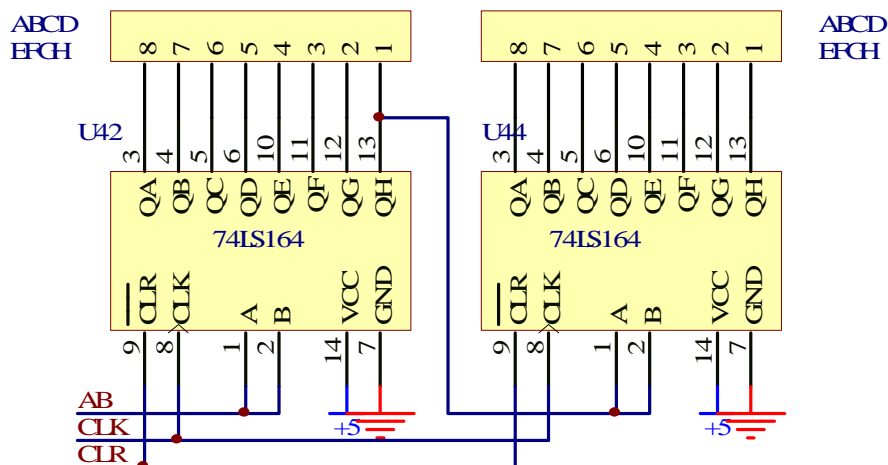 ABCD 8 7 6 5 4 3 2 1 8 7 6 5 4 3 2 1 ABCD
EFGH EFGH
U42 3 4 5 6 10 11 12 13 U44 3 4 5 6 10 11 12 13
QA QB QC QD QE QF QG QH QA QB QC QD QE QF QG QH
74LS164 74LS164
CLR CLK A B VCC GND CLR CLK A B VCC GND
9 8 1 2 14 7 9 8 1 2 14 7
AB
+5 +5
CLK
CLR